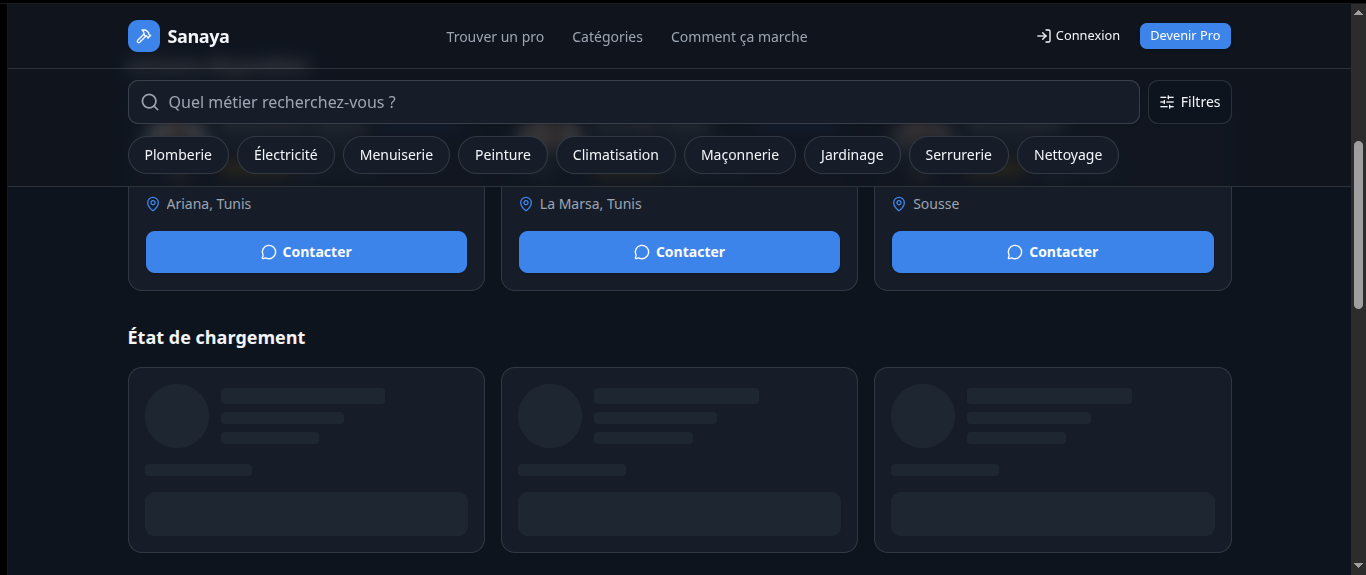 Sanaya
Trouver un pro
Catégories
Comment ça marche
Connexion
Devenir Pro
Quel métier recherchez-vous ?
Filtres
Plomberie
Électricité
Menuiserie
Peinture
Climatisation
Maçonnerie
Jardinage
Serrurerie
Nettoyage
Ariana, Tunis
La Marsa, Tunis
Sousse
Contacter
Contacter
Contacter
État de chargement